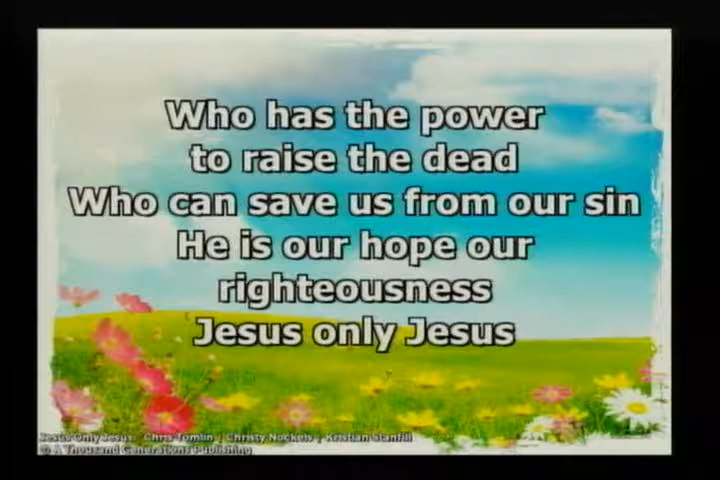 Who has the power
to raise the dead
Who can save us from our sin
He is our hope our
righteousness
Jesus only Jesus
Jesus Only Jesus Chris Tomlin | Christy Nockels | Kristian Stanfill
© A Thousand Generations Publishing